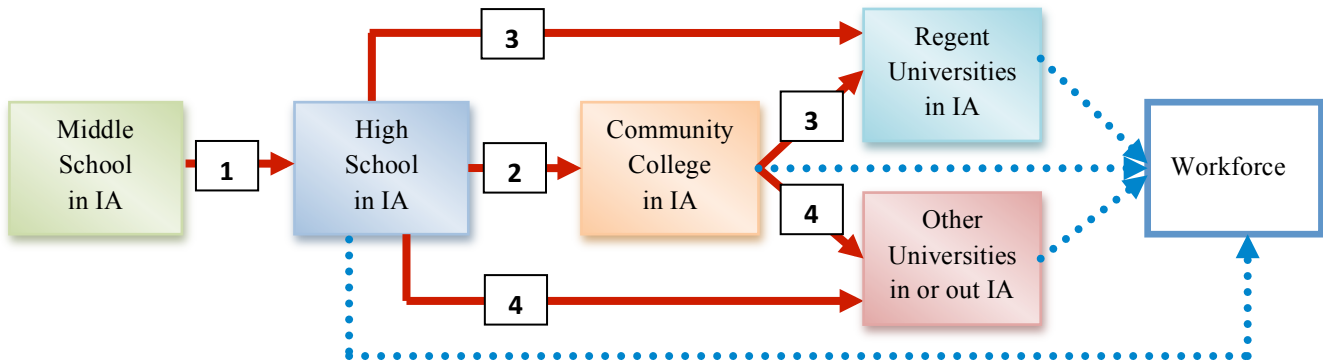 3
Regent
Universities
in IA
Middle
School
in IA
1
High
School
in IA
2
Community
College
in IA
3
4
Workforce
Other
Universities
in or out IA
4